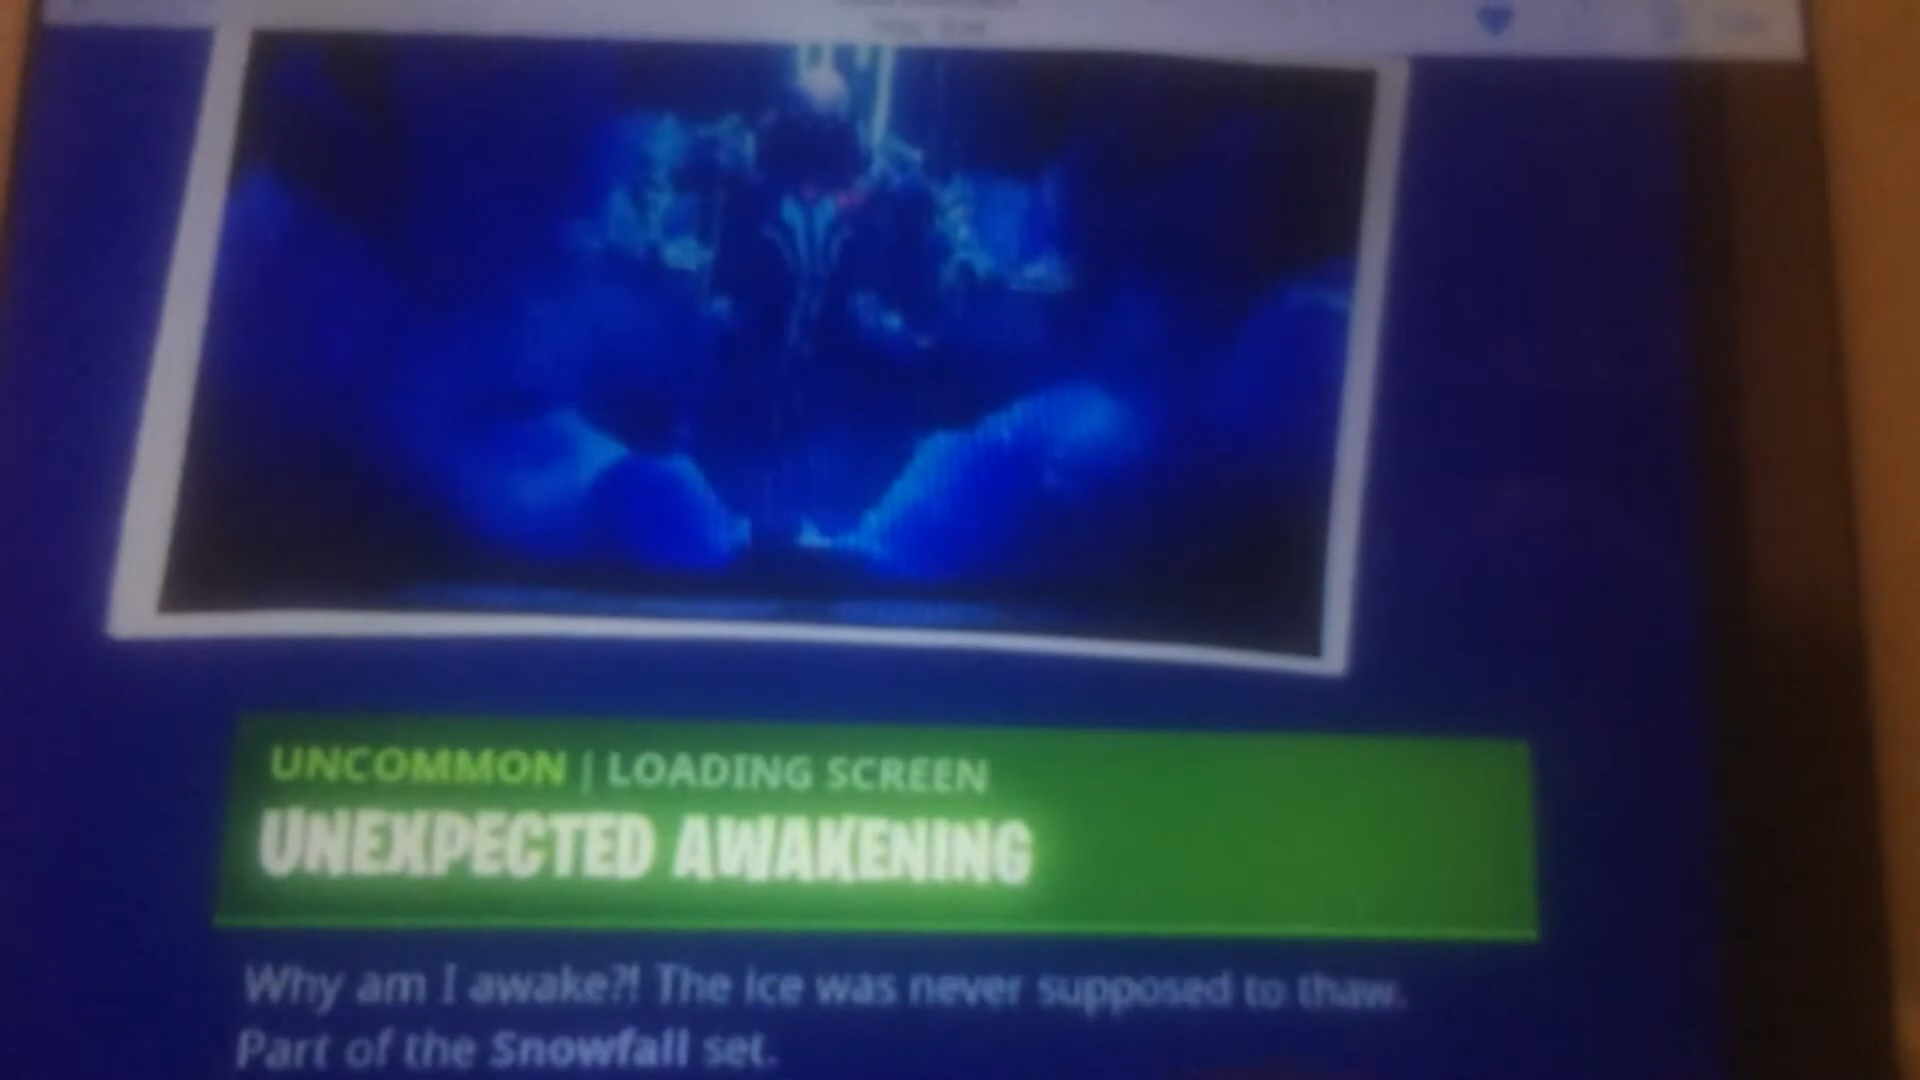 UNCOMMON | LOADING SCREEN
UNEXPECTED AWAKENING
Why am I awake?! The ice was never supposed to thaw.
Part of the Snowfall set.